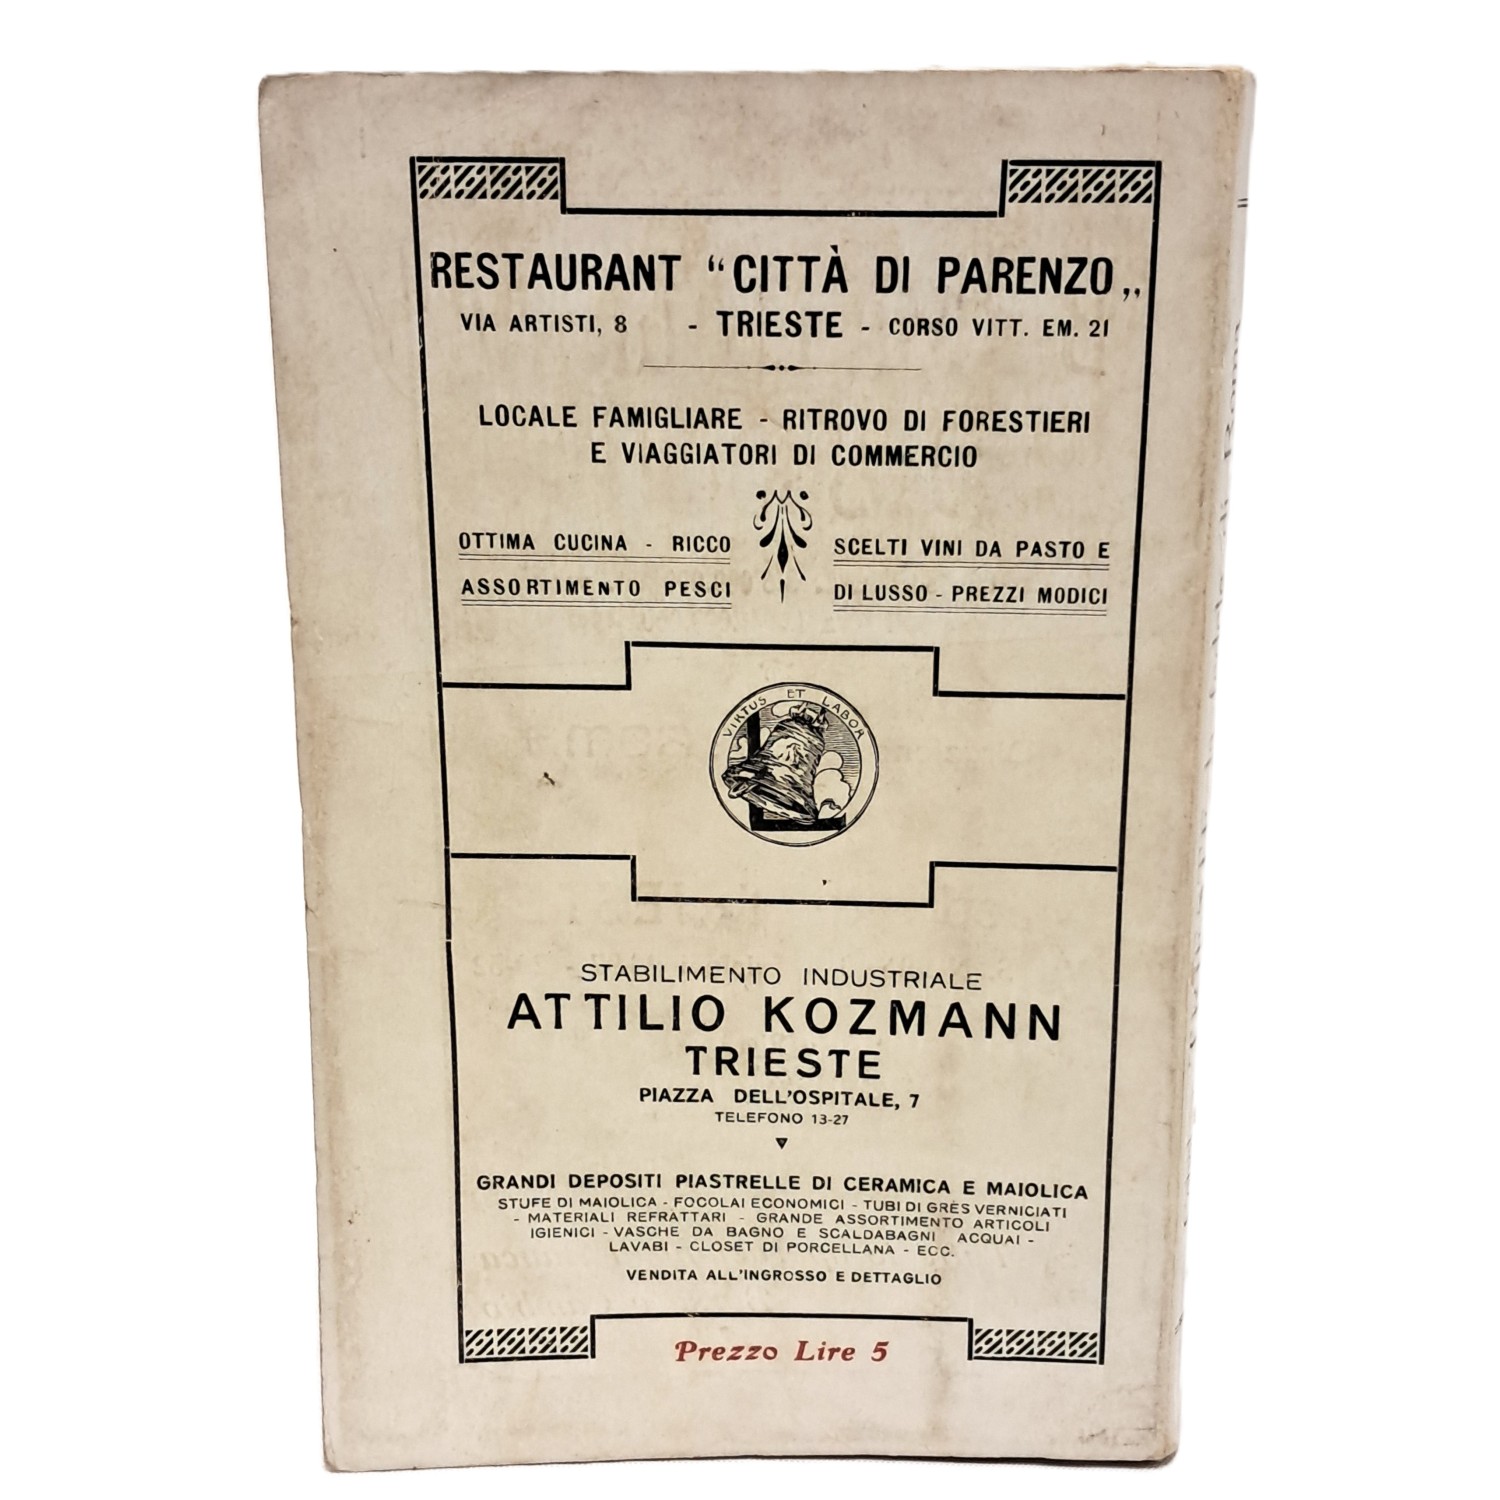 RESTAURANT “CITTÀ DI PARENZO„
VIA ARTISTI, 8 - TRIESTE - CORSO VITT. EM. 21
LOCALE FAMIGLIARE - RITROVO DI FORESTIERI
E VIAGGIATORI DI COMMERCIO
OTTIMA CUCINA - RICCO
ASSORTIMENTO PESCI
SCELTI VINI DA PASTO E
DI LUSSO - PREZZI MODICI
VIRTUS ET LABOR
L
STABILIMENTO INDUSTRIALE
ATTILIO KOZMANN
TRIESTE
PIAZZA DELL'OSPITALE, 7
TELEFONO 13-27
GRANDI DEPOSITI PIASTRELLE DI CERAMICA E MAIOLICA
STUFE DI MAIOLICA - FOCOLAI ECONOMICI - TUBI DI GRÈS VERNICIATI
- MATERIALI REFRATTARI - GRANDE ASSORTIMENTO ARTICOLI
IGIENICI - VASCHE DA BAGNO E SCALDABAGNI ACQUAI -
LAVABI - CLOSET DI PORCELLANA - ECC.
VENDITA ALL'INGROSSO E DETTAGLIO
Prezzo Lire 5